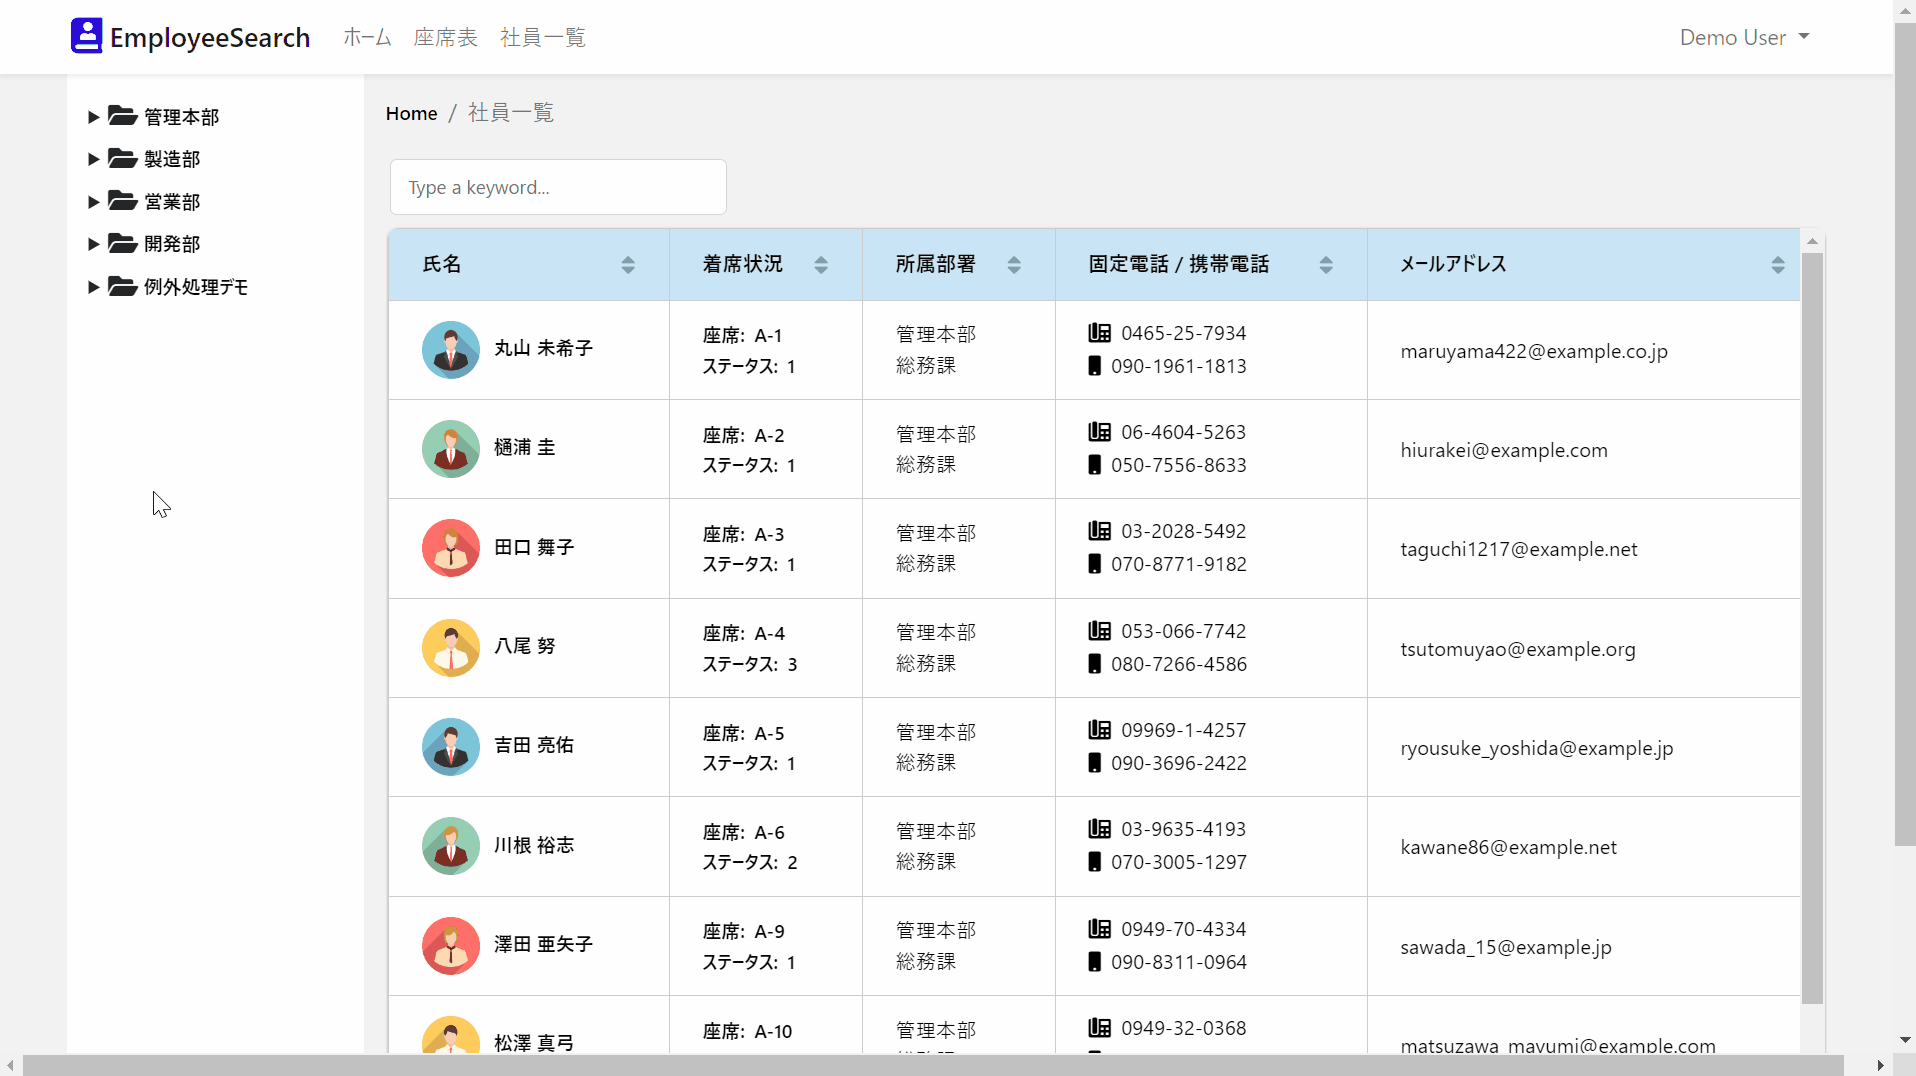 EmployeeSearch ホーム 座席表 社員一覧 Demo User
管理本部
製造部
営業部
開発部
例外処理デモ
Home / 社員一覧
Type a keyword...
氏名 着席状況 所属部署 固定電話 / 携帯電話 メールアドレス
丸山 未希子
座席: A-1
ステータス: 1
管理本部
総務課
0465-25-7934
090-1961-1813
maruyama422@example.co.jp
樋浦 圭
座席: A-2
ステータス: 1
管理本部
総務課
06-4604-5263
050-7556-8633
hiurakei@example.com
田口 舞子
座席: A-3
ステータス: 1
管理本部
総務課
03-2028-5492
070-8771-9182
taguchi1217@example.net
八尾 努
座席: A-4
ステータス: 3
管理本部
総務課
053-066-7742
080-7266-4586
tsutomuyao@example.org
吉田 亮佑
座席: A-5
ステータス: 1
管理本部
総務課
09969-1-4257
090-3696-2422
ryousuke_yoshida@example.jp
川根 裕志
座席: A-6
ステータス: 2
管理本部
総務課
03-9635-4193
070-3005-1297
kawane86@example.net
澤田 亜矢子
座席: A-9
ステータス: 1
管理本部
総務課
0949-70-4334
090-8311-0964
sawada_15@example.jp
松澤 真弓
座席: A-10
管理本部
0949-32-0368
matsuzawa_mayumi@example.com